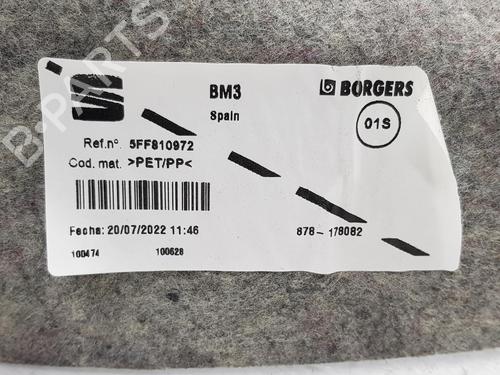 B-PARTS
BM3
BORGERS
Spain
01S
Ref.nº. 5FF810972
Cod. mat. >PET/PP<
Fecha: 20/07/2022 11:46
878-178082
100474 100628